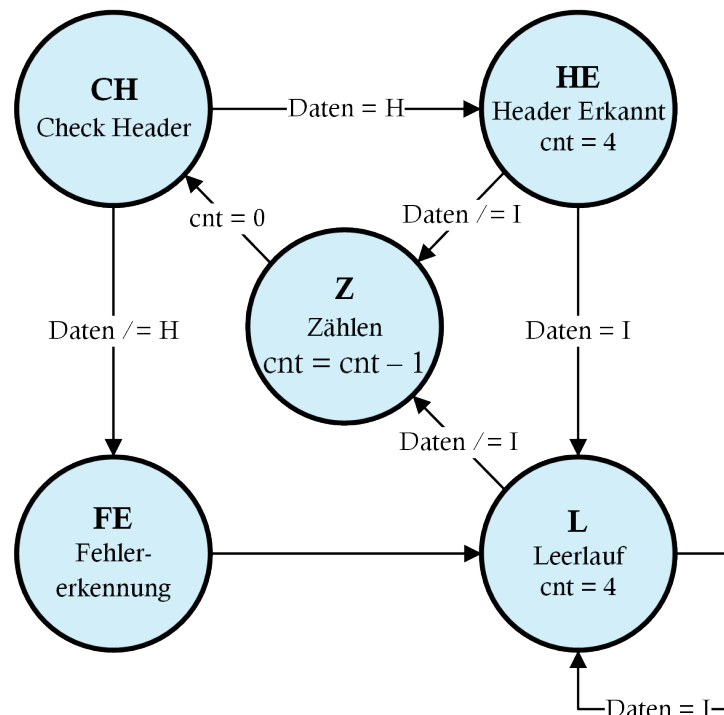 CH
Check Header
Daten = H
HE
Header Erkannt
cnt = 4
cnt = 0
Daten /= I
Z
Zählen
cnt = cnt – 1
Daten /= H
Daten = I
Daten /= I
FE
Fehler-
erkennung
L
Leerlauf
cnt = 4
Daten = I